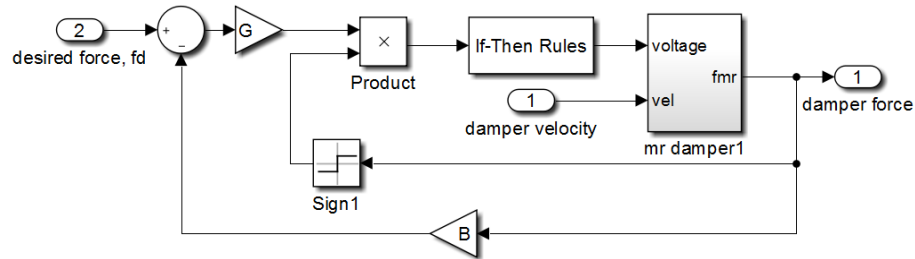 2
desired force, fd
+
−
G
×
Product
If-Then Rules
1
damper velocity
voltage
fmr
vel
mr damper1
1
damper force
Sign1
B